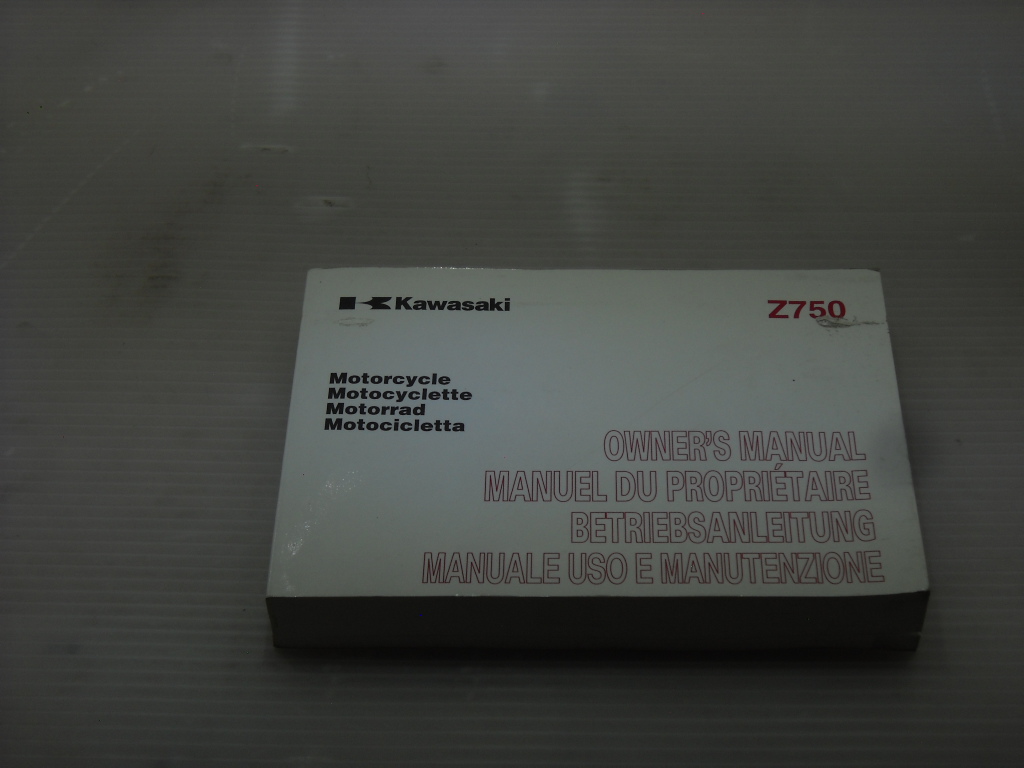 Kawasaki
Z750
Motorcycle
Motocyclette
Motorrad
Motocicletta
OWNER'S MANUAL
MANUEL DU PROPRIÉTAIRE
BETRIEBSANLEITUNG
MANUALE USO E MANUTENZIONE